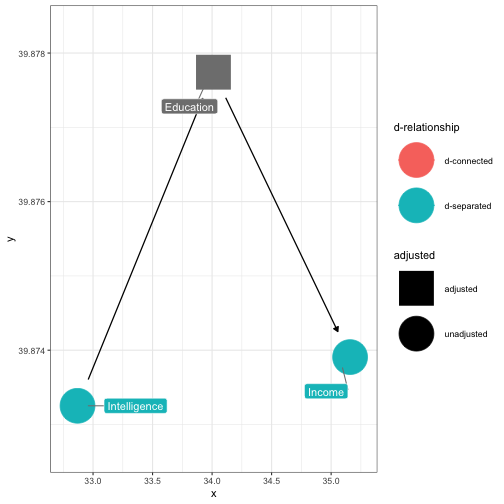 39.878
39.876
39.874
y
Education
Intelligence
Income
33.0 33.5 34.0 34.5 35.0
x
d-relationship
d-connected
d-separated
adjusted
adjusted
unadjusted